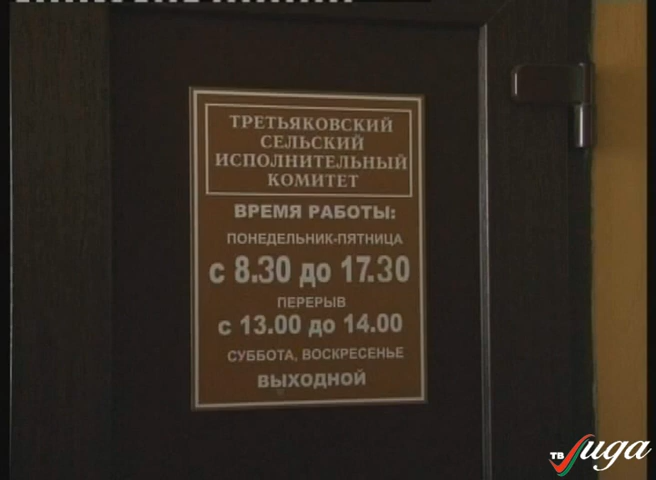 ТРЕТЬЯКОВСКИЙ
СЕЛЬСКИЙ
ИСПОЛНИТЕЛЬНЫЙ
КОМИТЕТ
ВРЕМЯ РАБОТЫ:
ПОНЕДЕЛЬНИК-ПЯТНИЦА
с 8.30 до 17.30
ПЕРЕРЫВ
с 13.00 до 14.00
СУББОТА, ВОСКРЕСЕНЬЕ
ВЫХОДНОЙ
ТВ Лида